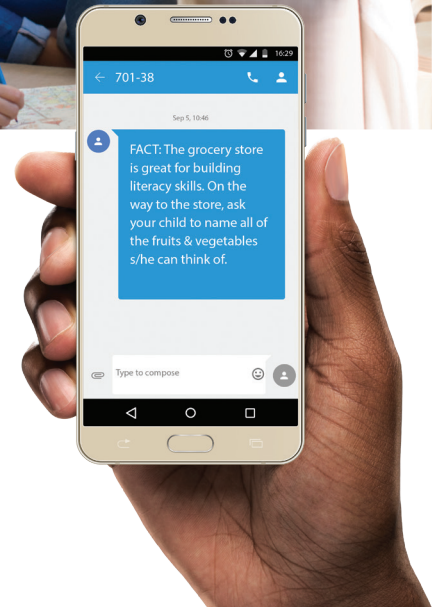 16:29
701-38
Sep 5, 10:46
FACT: The grocery store
is great for building
literacy skills. On the
way to the store, ask
your child to name all of
the fruits & vegetables
s/he can think of.
Type to compose